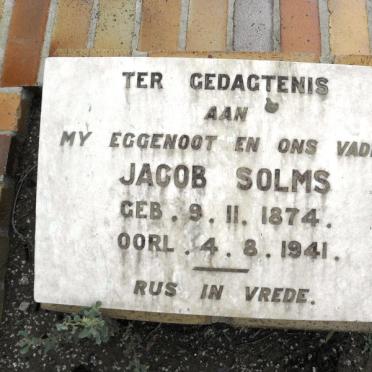 TER GEDAGTENIS
AAN
MY EGGENOOT EN ONS VADE
JACOB SOLMS
GEB. 9. 11. 1874.
OORL. 4. 8. 1941.
RUS IN VREDE.